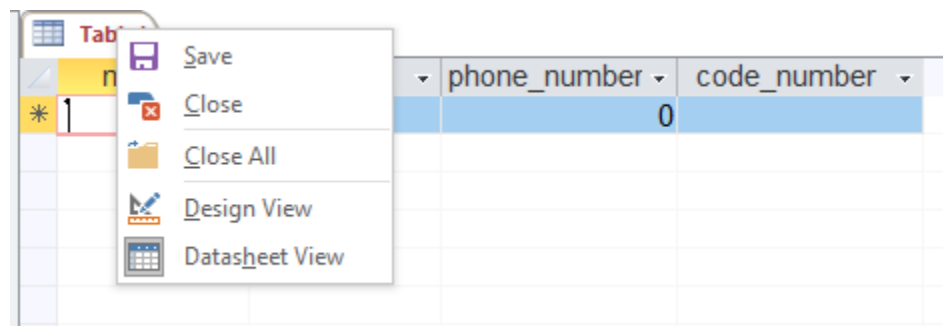 Tab
Save
n phone_number code_number
Close
* 0
Close All
Design View
Datasheet View